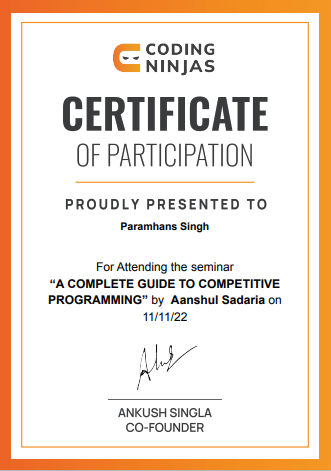 CODING
NINJAS
CERTIFICATE
OF PARTICIPATION
PROUDLY PRESENTED TO
Paramhans Singh
For Attending the seminar
“A COMPLETE GUIDE TO COMPETITIVE
PROGRAMMING” by Aanshul Sadaria on
11/11/22
ANKUSH SINGLA
CO-FOUNDER